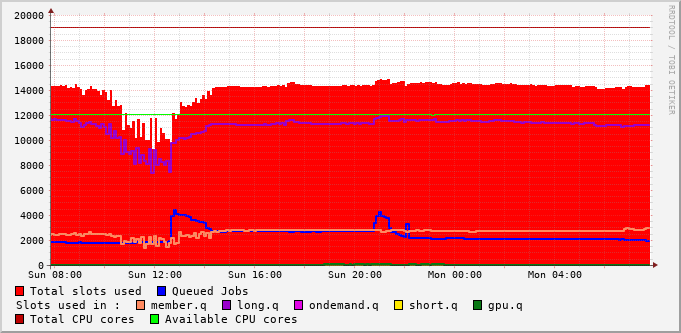 20000
18000
16000
14000
12000
10000
8000
6000
4000
2000
0
Sun 08:00 Sun 12:00 Sun 16:00 Sun 20:00 Mon 00:00 Mon 04:00
Total slots used Queued Jobs
Slots used in : member.q long.q ondemand.q short.q gpu.q
Total CPU cores Available CPU cores
RRDTOOL / TOBI OETIKER